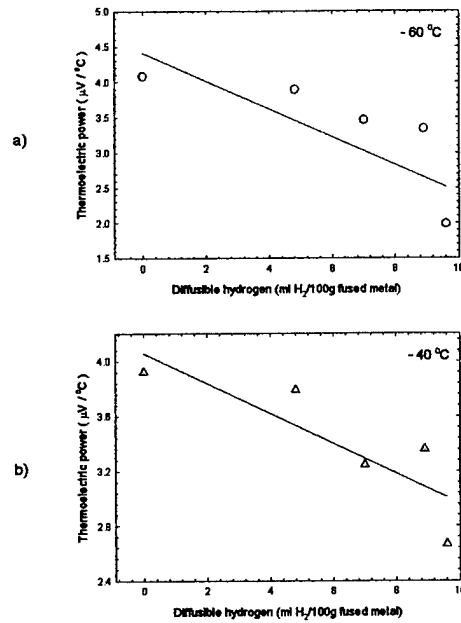 a)
- 60 °C
Thermoelectric power ( μV / °C)
5.0
4.5
4.0
3.5
3.0
2.5
2.0
1.5
0 2 4 6 8 10
Diffusible hydrogen (ml H₂/100g fused metal)
b)
- 40 °C
Thermoelectric power ( μV / °C)
4.0
3.6
3.2
2.8
2.4
0 2 4 6 8 10
Diffusible hydrogen (ml H₂/100g fused metal)